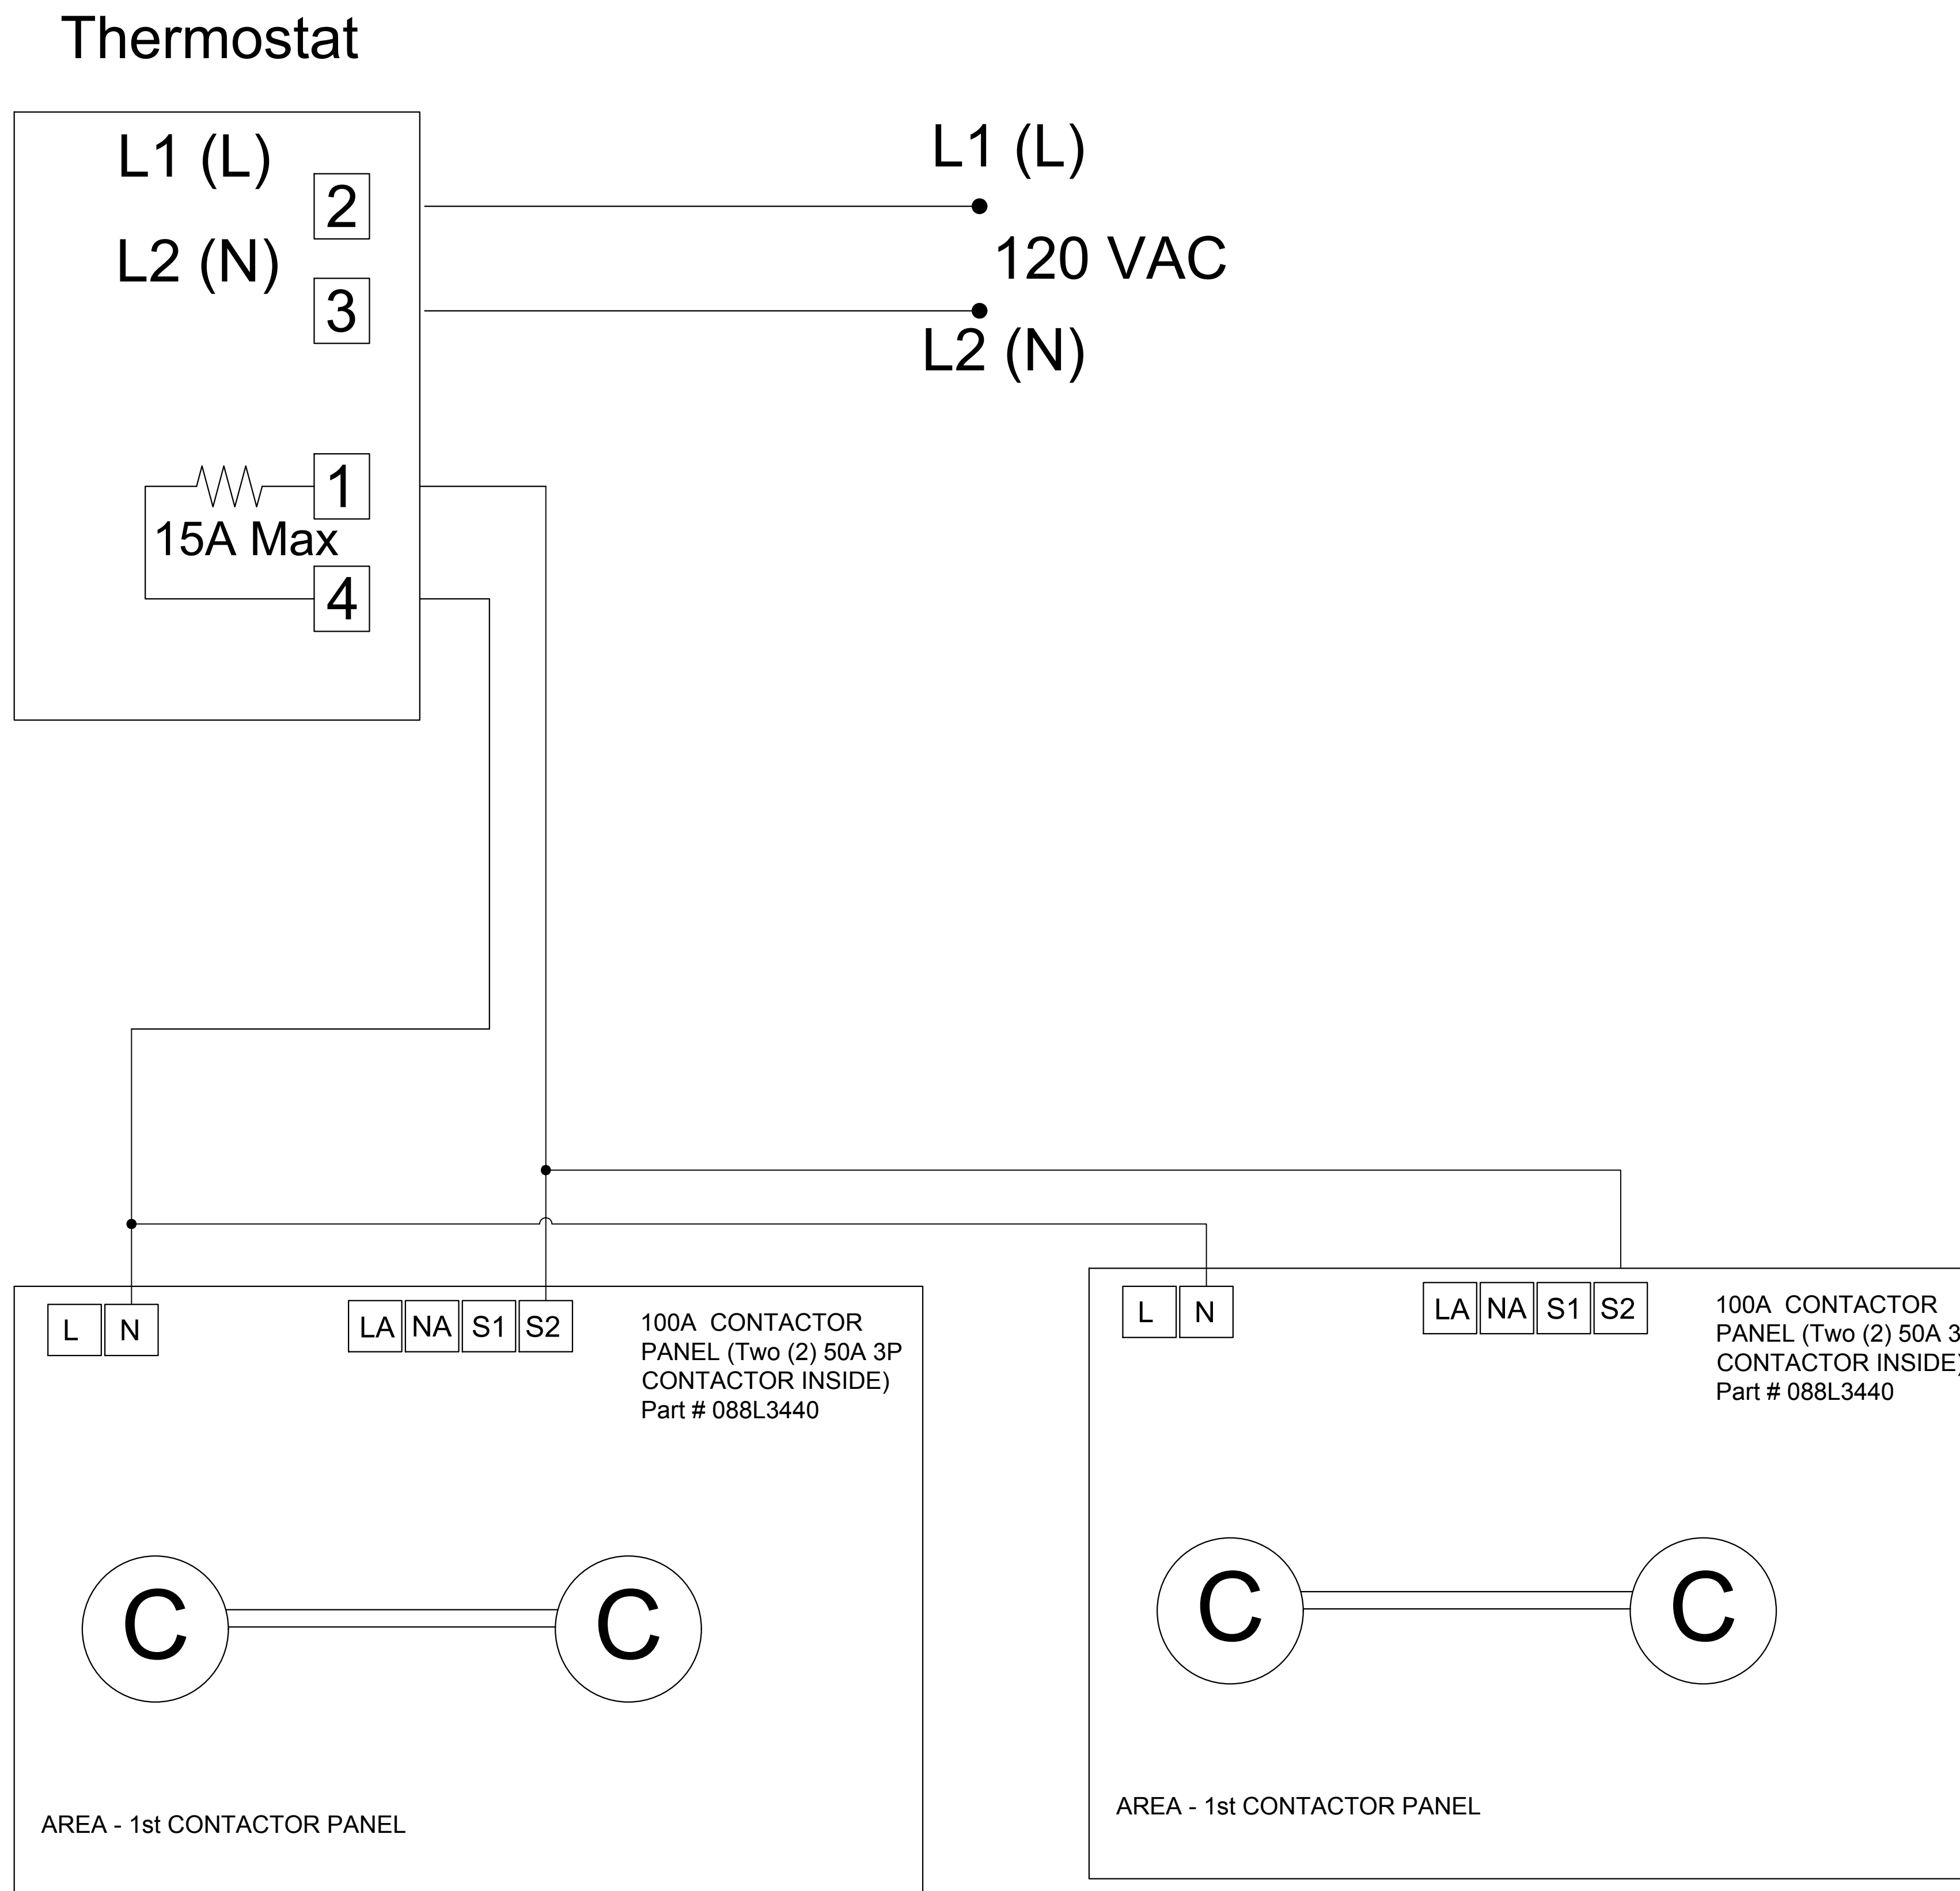 Thermostat
L1 (L)
2
L2 (N)
3
L1 (L)
120 VAC
L2 (N)
1
15A Max
4
L N
LA NA S1 S2
100A CONTACTOR
PANEL (Two (2) 50A 3P
CONTACTOR INSIDE)
Part # 088L3440
C C
AREA - 1st CONTACTOR PANEL
L N
LA NA S1 S2
100A CONTACTOR
PANEL (Two (2) 50A 3
CONTACTOR INSIDE)
Part # 088L3440
C C
AREA - 1st CONTACTOR PANEL